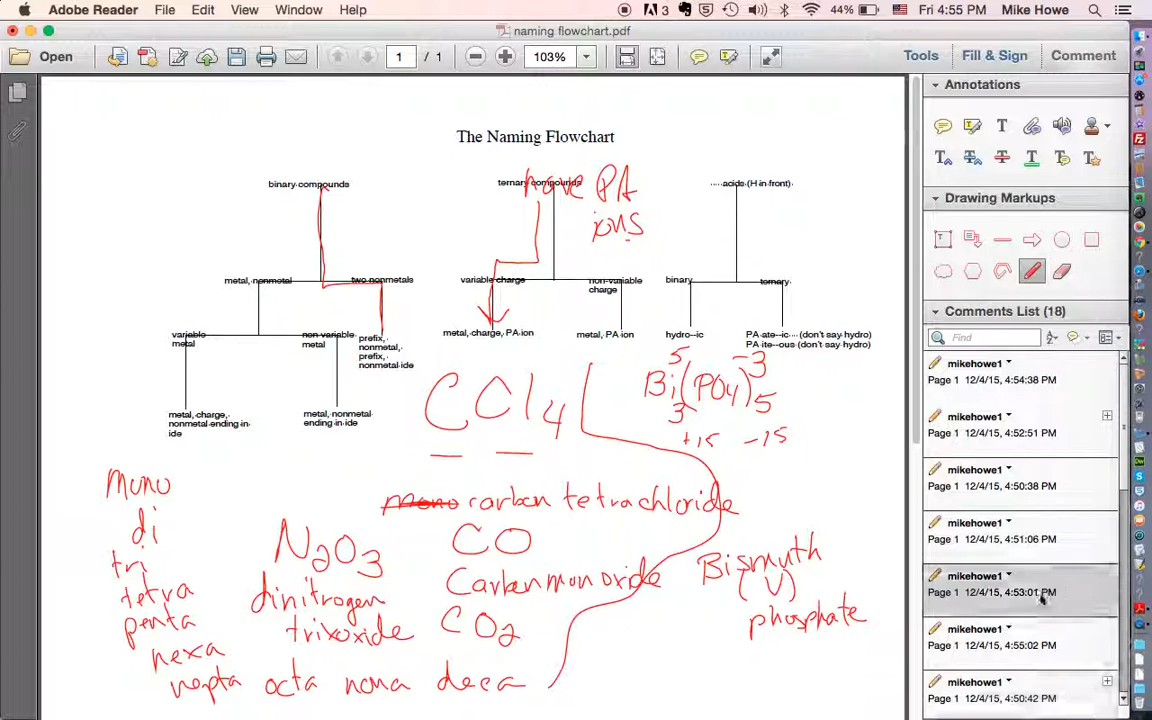 Adobe Reader File Edit View Window Help
3 44% Fri 4:55 PM Mike Howe
naming flowchart.pdf
Open 1 / 1 103% Tools Fill & Sign Comment
Annotations
Drawing Markups
Comments List (18)
Find
mikehowe1
Page 1 12/4/15, 4:54:38 PM
mikehowe1
Page 1 12/4/15, 4:52:51 PM
mikehowe1
Page 1 12/4/15, 4:50:38 PM
mikehowe1
Page 1 12/4/15, 4:51:06 PM
mikehowe1
Page 1 12/4/15, 4:53:01 PM
mikehowe1
Page 1 12/4/15, 4:55:02 PM
mikehowe1
Page 1 12/4/15, 4:50:42 PM
The Naming Flowchart
binary compounds
ternary compounds
acids (H in front)
have PA
ions
metal, nonmetal
two nonmetals
variable charge
non-variable
charge
binary
ternary
variable
metal
non variable
metal
prefix,
nonmetal,
prefix,
nonmetal-ide
metal, charge, PA ion
metal, PA ion
hydro--ic
PA ate--ic (don't say hydro)
PA ite--ous (don't say hydro)
metal, charge,
nonmetal ending in
ide
metal, nonmetal
ending in ide
CCl4
5 -3
Bi(PO4)
3 5
+15 -15
mono
di
tri
tetra
penta
hexa
hepta octa nona deca
mono carbon tetrachloride
N2O3
dinitrogen
trixoxide
CO
Carbon monoxide
CO2
Bismuth
(V)
phosphate